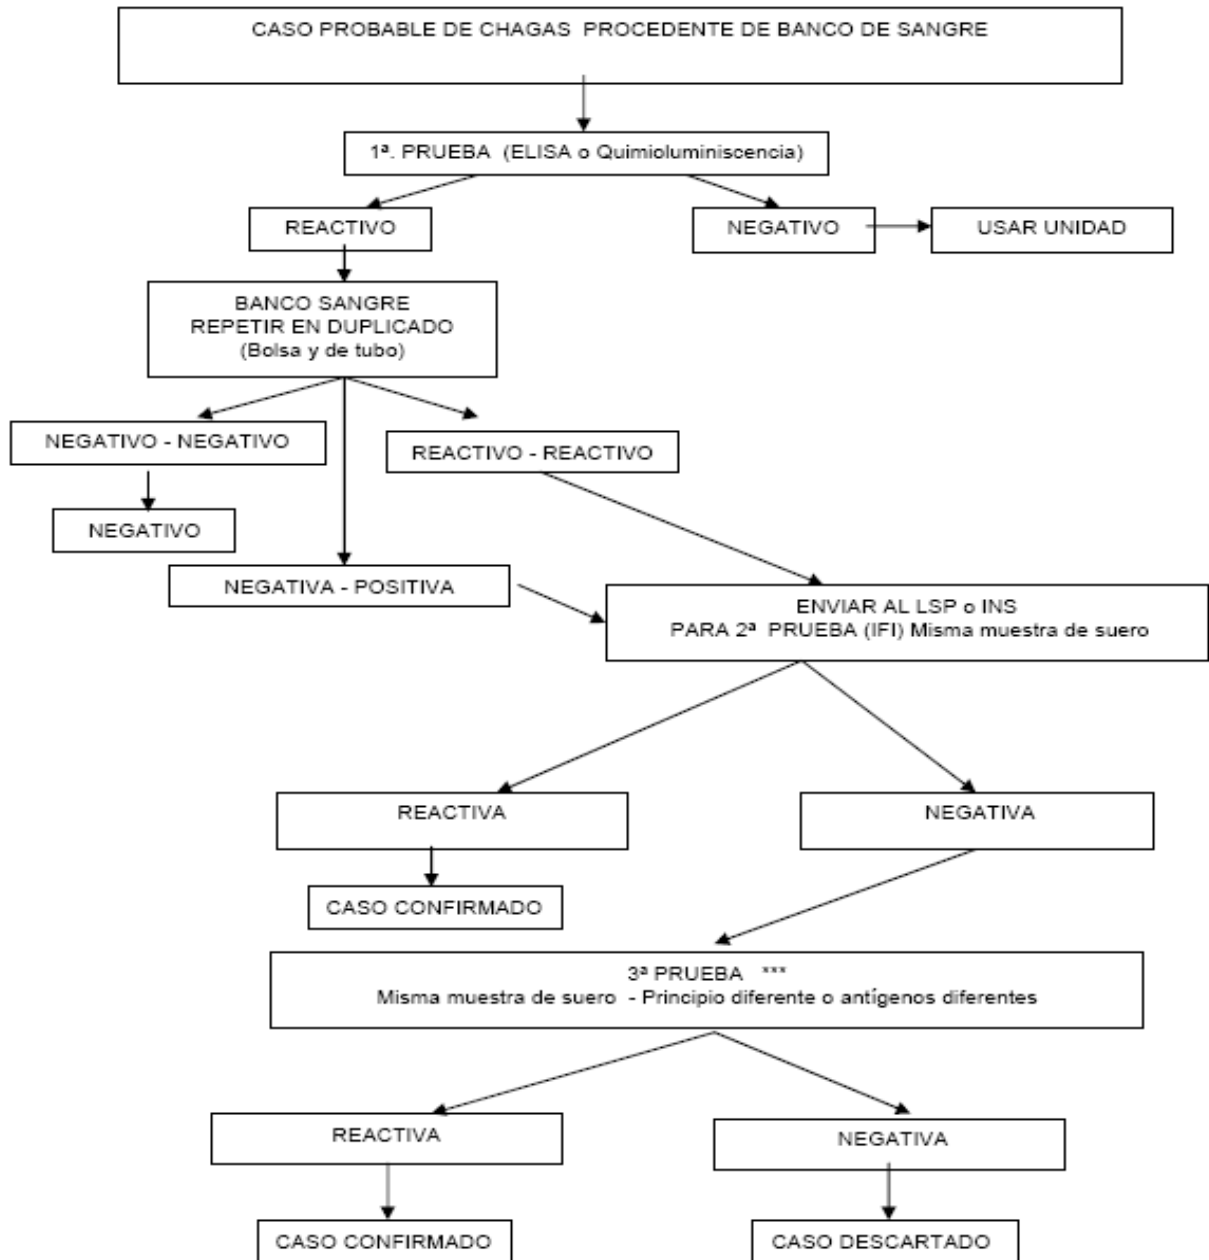 CASO PROBABLE DE CHAGAS PROCEDENTE DE BANCO DE SANGRE
1ª. PRUEBA (ELISA o Quimioluminiscencia)
REACTIVO
NEGATIVO
USAR UNIDAD
BANCO SANGRE
REPETIR EN DUPLICADO
(Bolsa y de tubo)
NEGATIVO - NEGATIVO
REACTIVO - REACTIVO
NEGATIVO
NEGATIVA - POSITIVA
ENVIAR AL LSP o INS
PARA 2ª PRUEBA (IFI) Misma muestra de suero
REACTIVA
NEGATIVA
CASO CONFIRMADO
3ª PRUEBA ***
Misma muestra de suero - Principio diferente o antígenos diferentes
REACTIVA
NEGATIVA
CASO CONFIRMADO
CASO DESCARTADO